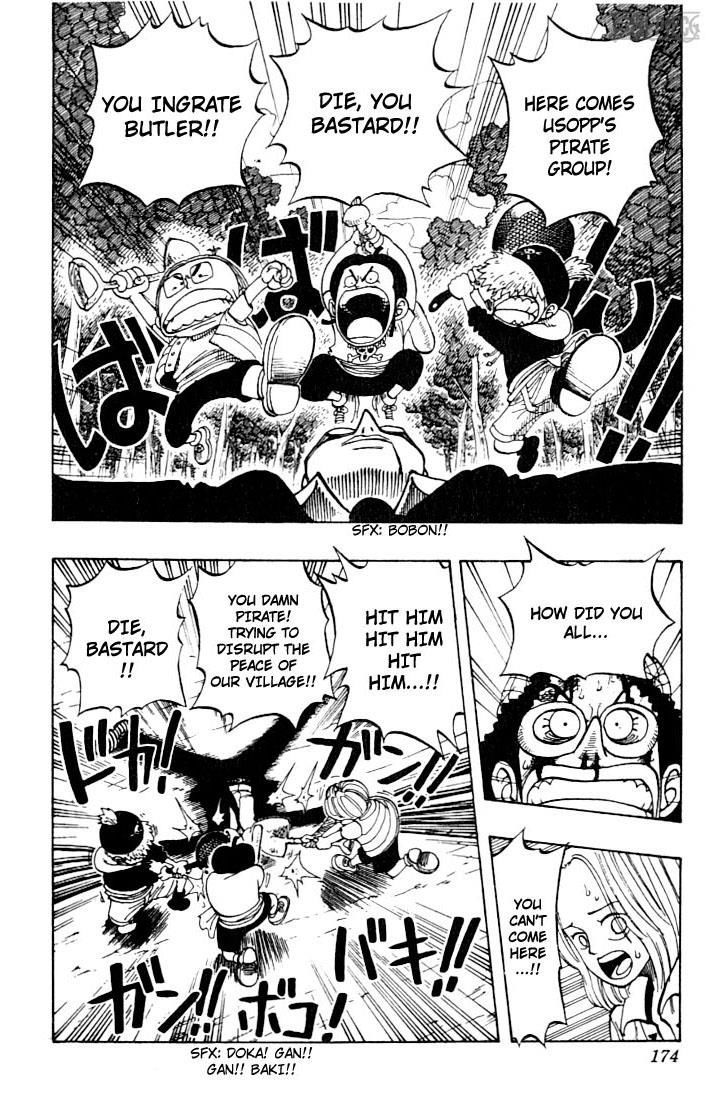 HERE COMES
USOPP'S
PIRATE
GROUP!
DIE, YOU
BASTARD!!
YOU INGRATE
BUTLER!!
ばばばん!!
SFX: BOBON!!
HOW DID YOU
ALL...
YOU
CAN'T
COME
HERE
...!!
HIT HIM
HIT HIM
HIT
HIM...!!
YOU DAMN
PIRATE!
TRYING TO
DISRUPT THE
PEACE OF
OUR VILLAGE!!
DIE,
BASTARD
!!
ガン!!
ドカ!
バキ!!
ボコ!
ガン!!
SFX: DOKA! GAN!!
GAN!! BAKI!!
174